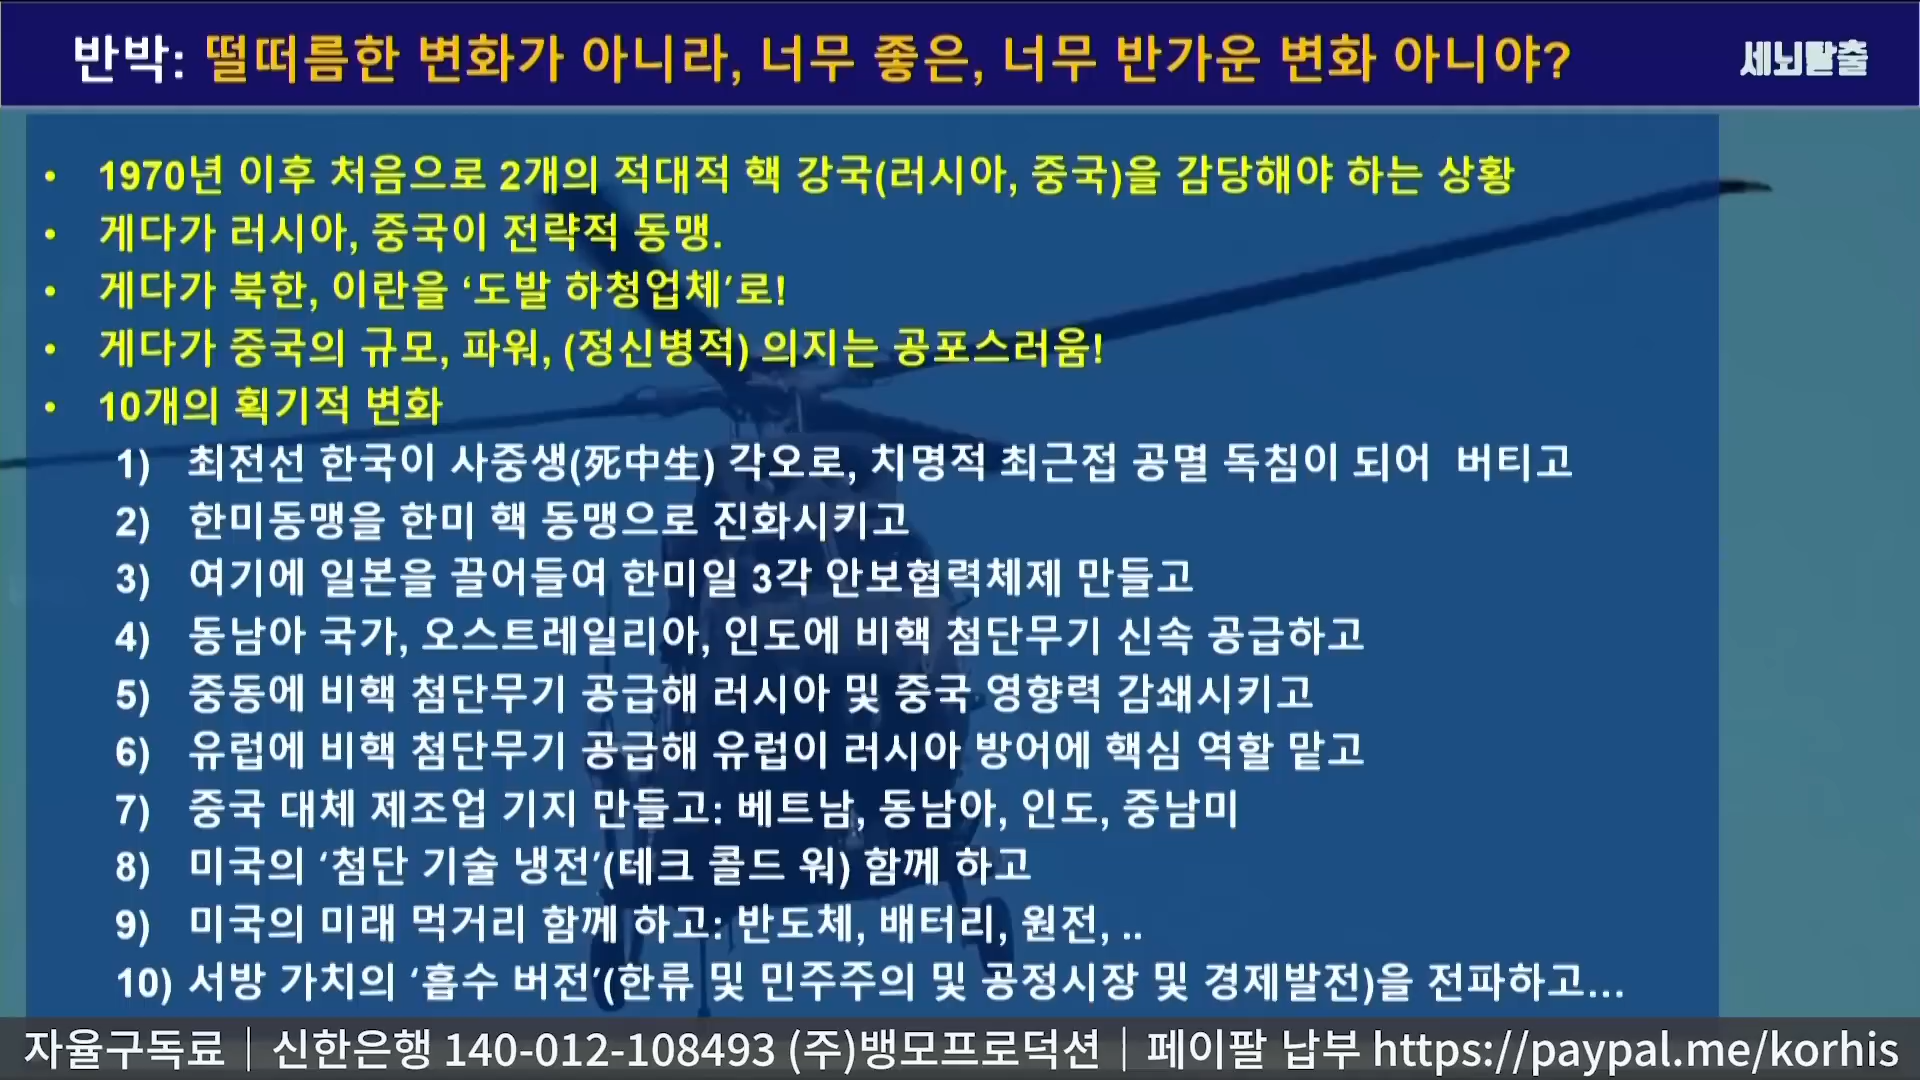 반박: 떨떠름한 변화가 아니라, 너무 좋은, 너무 반가운 변화 아니야?
세뇌탈출
• 1970년 이후 처음으로 2개의 적대적 핵 강국(러시아, 중국)을 감당해야 하는 상황
• 게다가 러시아, 중국이 전략적 동맹.
• 게다가 북한, 이란을 ‘도발 하청업체’로!
• 게다가 중국의 규모, 파워, (정신병적) 의지는 공포스러움!
• 10개의 획기적 변화
1) 최전선 한국이 사중생(死中生) 각오로, 치명적 최근접 공멸 독침이 되어 버티고
2) 한미동맹을 한미 핵 동맹으로 진화시키고
3) 여기에 일본을 끌어들여 한미일 3각 안보협력체제 만들고
4) 동남아 국가, 오스트레일리아, 인도에 비핵 첨단무기 신속 공급하고
5) 중동에 비핵 첨단무기 공급해 러시아 및 중국 영향력 감쇄시키고
6) 유럽에 비핵 첨단무기 공급해 유럽이 러시아 방어에 핵심 역할 맡고
7) 중국 대체 제조업 기지 만들고: 베트남, 동남아, 인도, 중남미
8) 미국의 ‘첨단 기술 냉전’(테크 콜드 워) 함께 하고
9) 미국의 미래 먹거리 함께 하고: 반도체, 배터리, 원전, ..
10) 서방 가치의 ‘흡수 버전’(한류 및 민주주의 및 공정시장 및 경제발전)을 전파하고...
자율구독료｜신한은행 140-012-108493 (주)뱅모프로덕션｜페이팔 납부 https://paypal.me/korhis